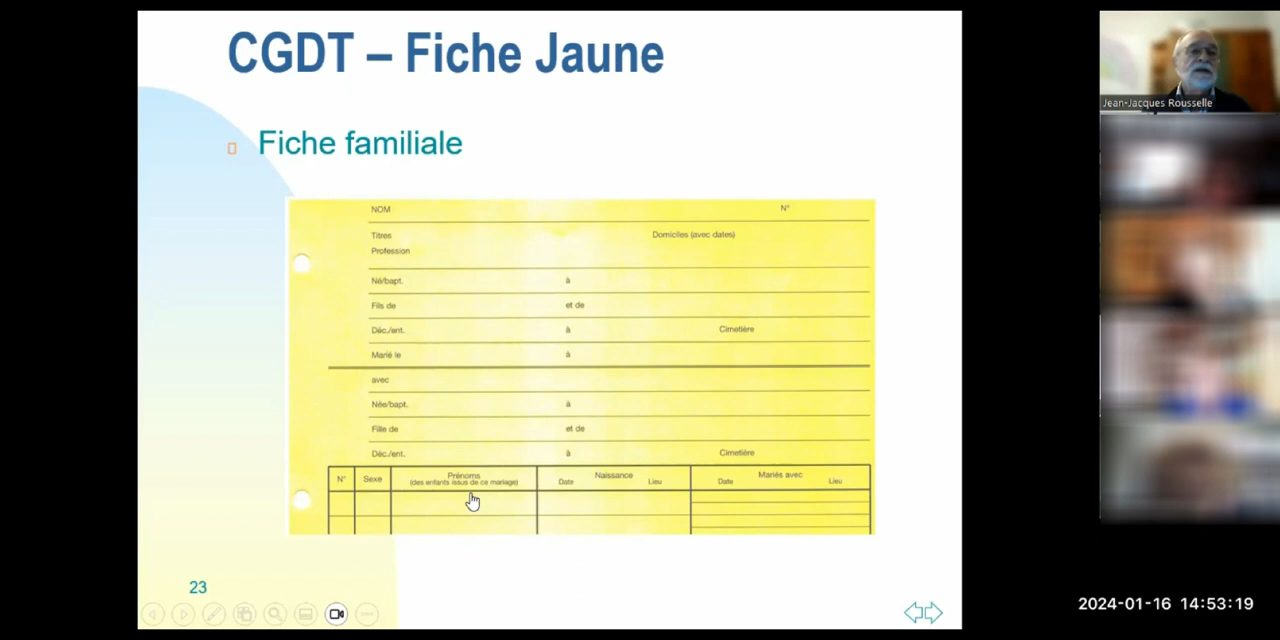 CGDT – Fiche Jaune
Fiche familiale
NOM N°
Titres Domiciles (avec dates)
Profession
Né/bapt. à
Fils de et de
Déc./ent. à Cimetière
Marié le à
avec
Née/bapt. à
Fille de et de
Déc./ent. à Cimetière
N° Sexe Prénoms Naissance Mariés avec
(des enfants issus de ce mariage) Date Lieu Date Lieu
23
Jean-Jacques Rousselle
2024-01-16 14:53:19